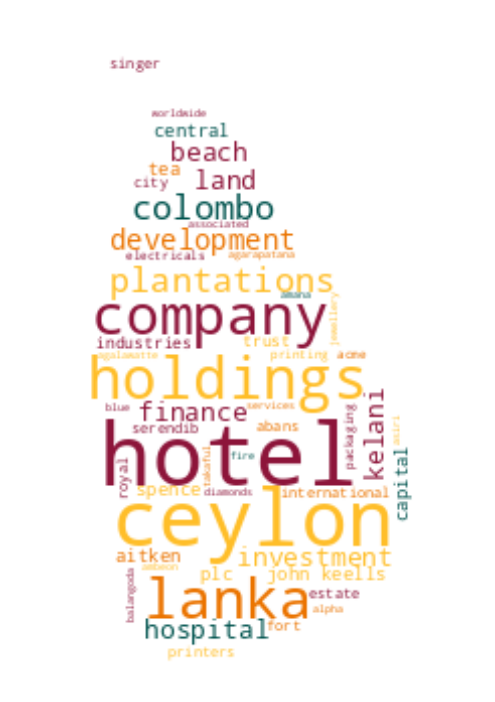 singer
worldwide
central
beach
tea
city land
colombo
associated
development
electricals agarapatana
plantations
amana
jewellery
company
industries trust
agalawatte printing acme
holdings
blue finance services
kelani
serendib abans
packaging
asiri
hotel
fire
takaful
royal
capital
spence diamonds international
ceylon
aitken investment
ambeon plc john keells
balangoda
lanka estate
alpha
hospital fort
printers